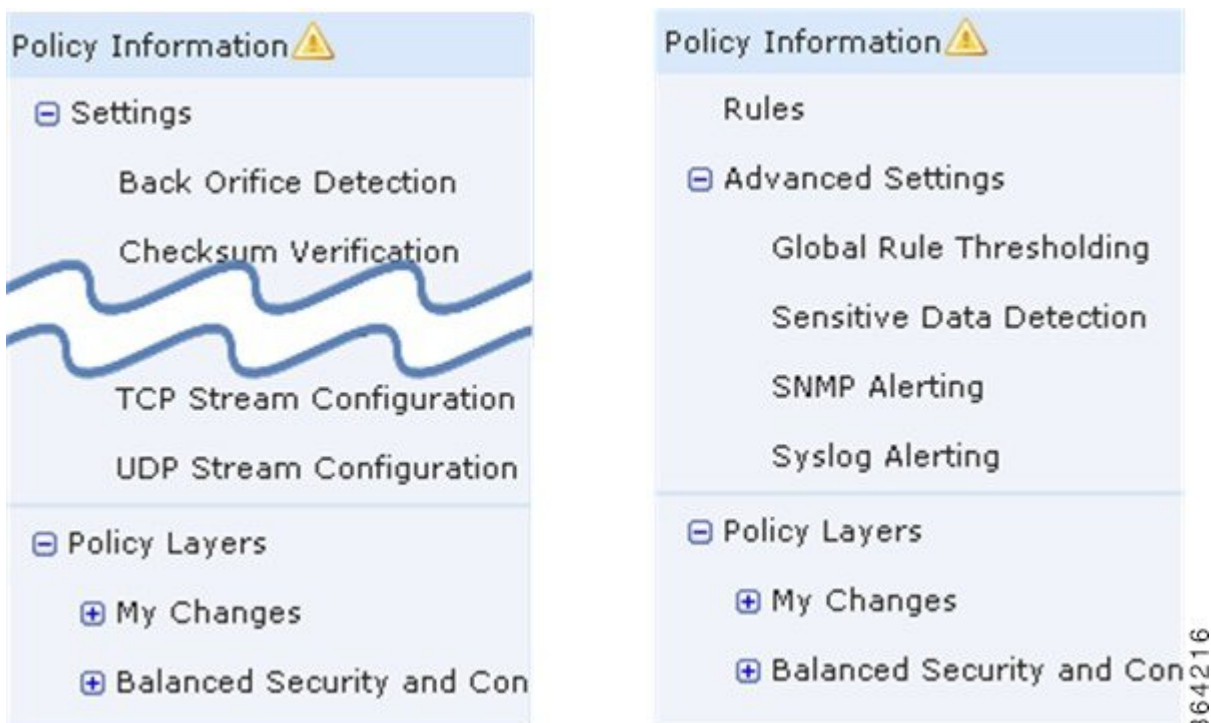 Policy Information
Settings
Back Orifice Detection
Checksum Verification
TCP Stream Configuration
UDP Stream Configuration
Policy Layers
My Changes
Balanced Security and Con
Policy Information
Rules
Advanced Settings
Global Rule Thresholding
Sensitive Data Detection
SNMP Alerting
Syslog Alerting
Policy Layers
My Changes
Balanced Security and Con
364216